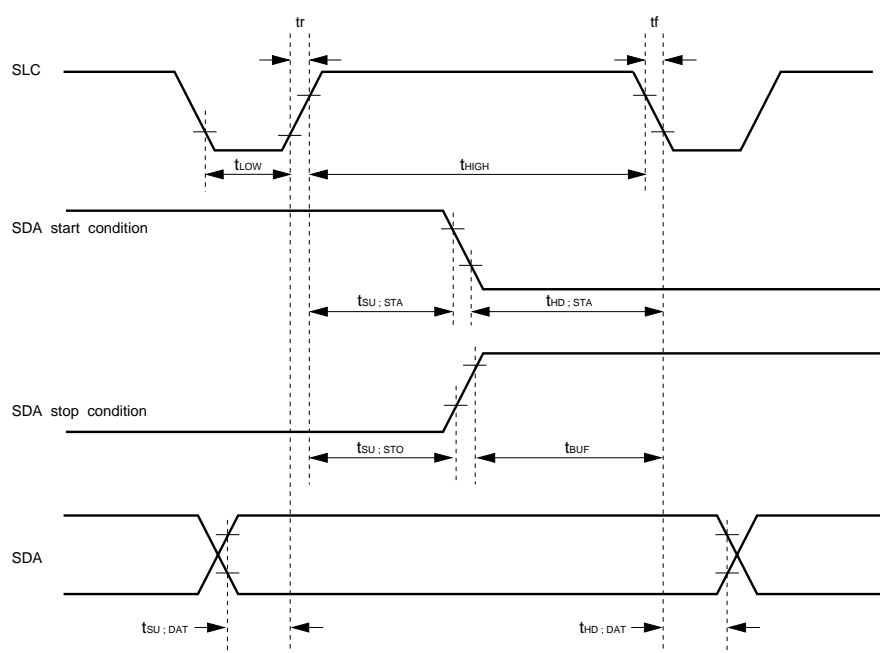 tr tf
SLC
tLOW tHIGH
SDA start condition
tSU ; STA tHD ; STA
SDA stop condition
tSU ; STO tBUF
SDA
tSU ; DAT tHD ; DAT